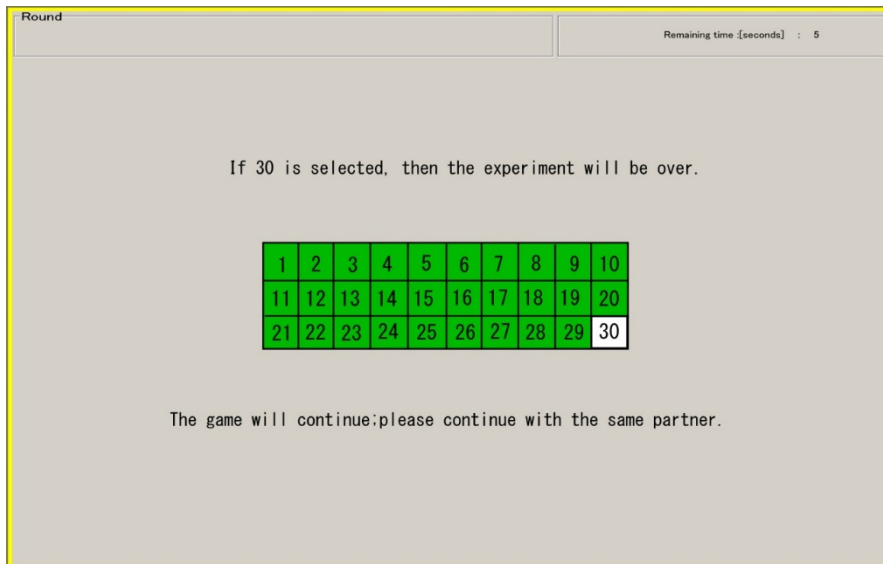 Round
Remaining time :[seconds] : 5
If 30 is selected, then the experiment will be over.
1 2 3 4 5 6 7 8 9 10
11 12 13 14 15 16 17 18 19 20
21 22 23 24 25 26 27 28 29 30
The game will continue;please continue with the same partner.